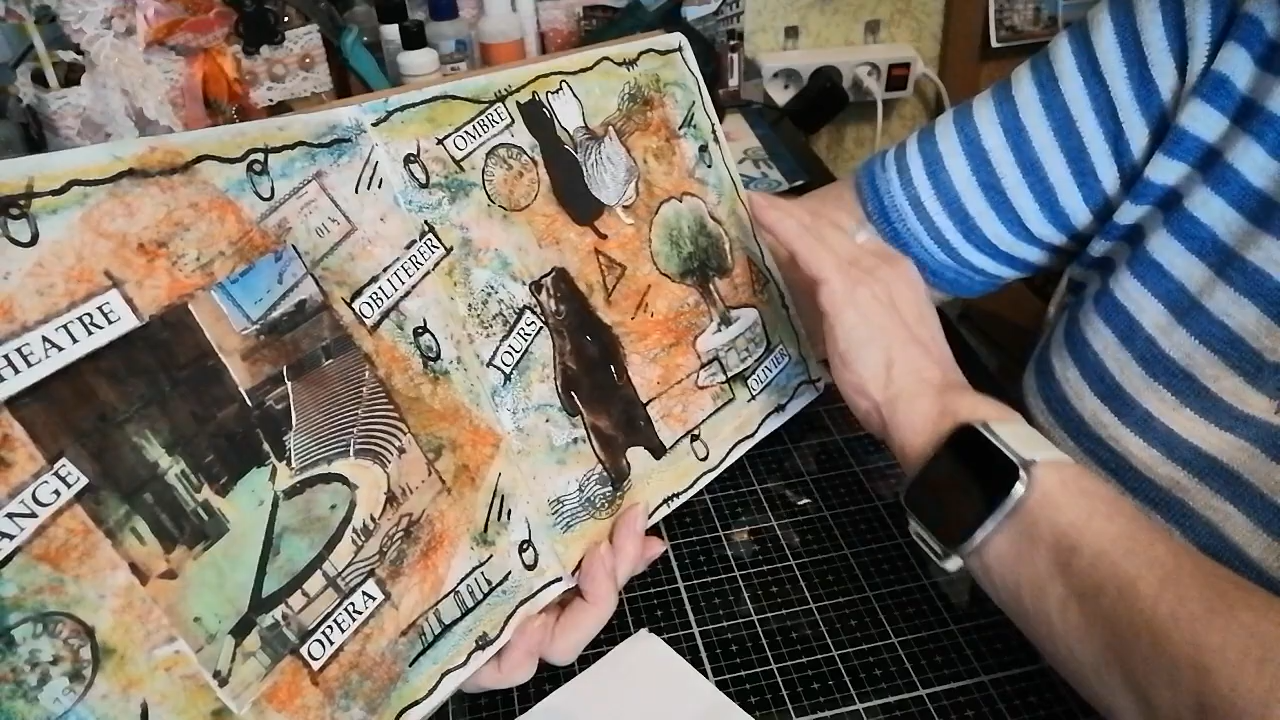 HEATRE
ANGE
OPERA
OBLITERER
AIR MAIL
OMBRE
OURS
OLIVIER